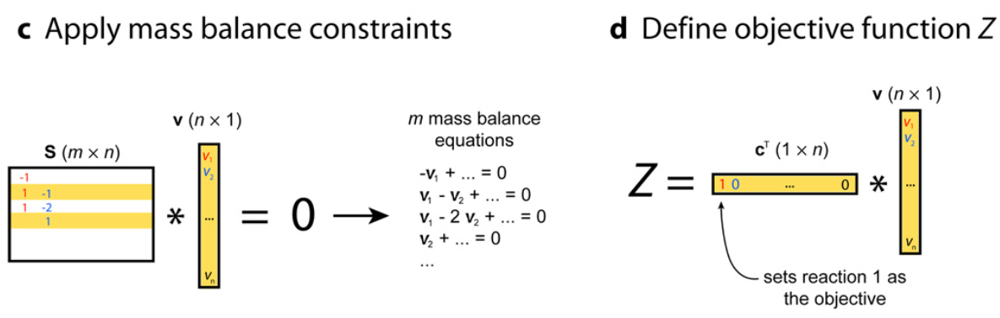 c Apply mass balance constraints
S (m × n)
-1
1 -1
1 -2
1
*
v (n × 1)
v₁
v₂
...
vₙ
= 0
m mass balance
equations
-v₁ + ... = 0
v₁ - v₂ + ... = 0
v₁ - 2 v₂ + ... = 0
v₂ + ... = 0
...
d Define objective function Z
Z =
cᵀ (1 × n)
1 0 ... 0
*
v (n × 1)
v₁
v₂
...
vₙ
sets reaction 1 as
the objective